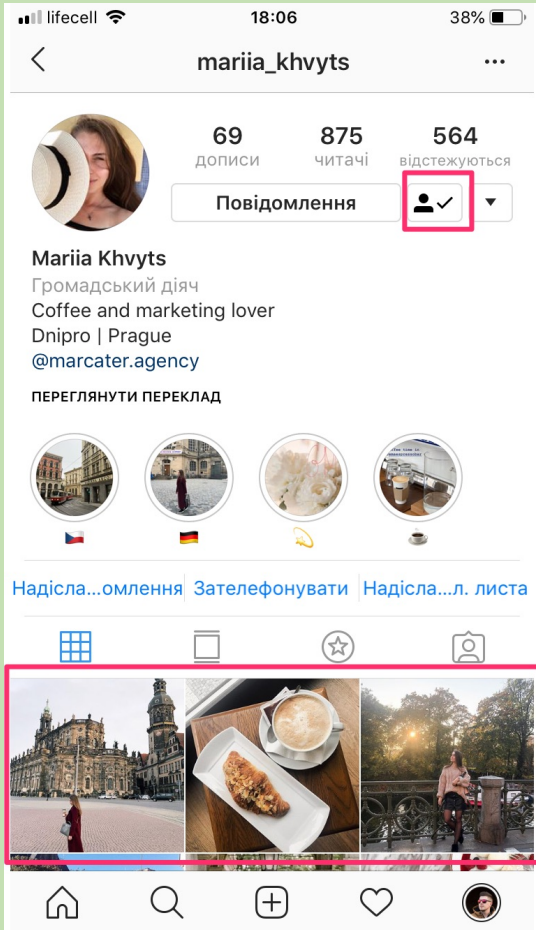 lifecell 18:06 38%
mariia_khvyts
69 875 564
дописи читачі відстежуються
Повідомлення
Mariia Khvyts
Громадський діяч
Coffee and marketing lover
Dnipro | Prague
@marcater.agency
ПЕРЕГЛЯНУТИ ПЕРЕКЛАД
Надісла...омлення Зателефонувати Надісла...л. листа